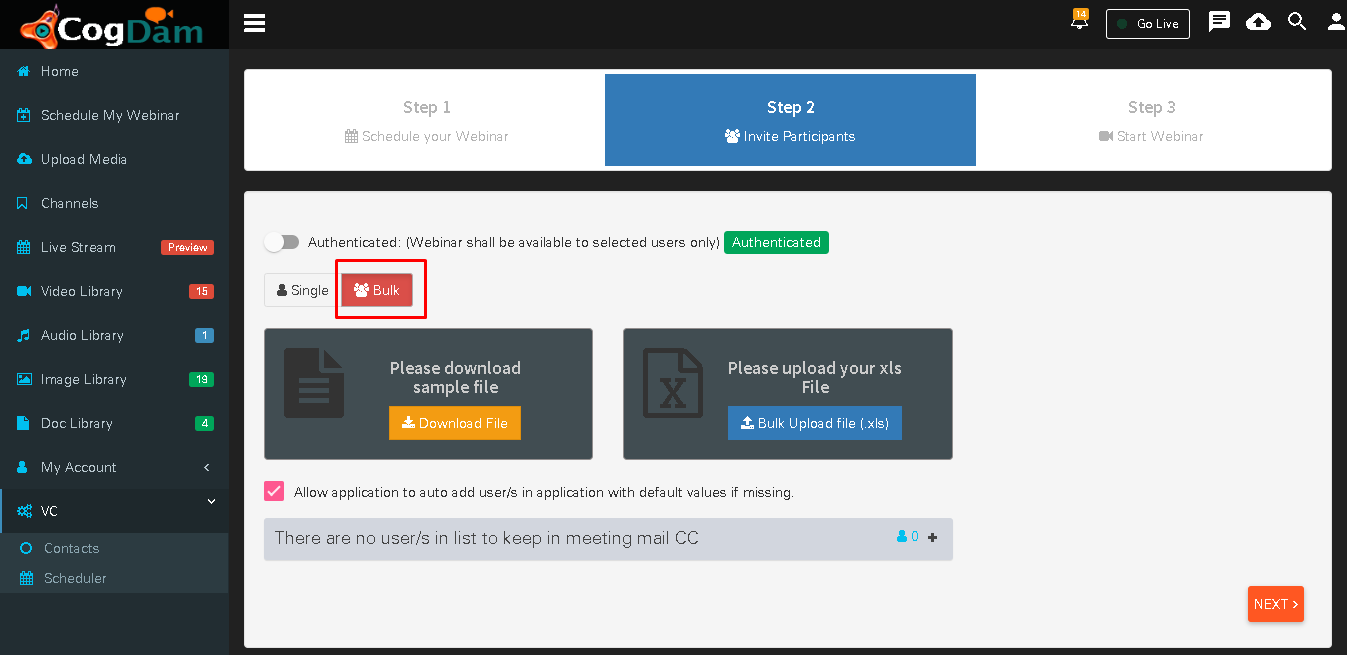 CogDam
14
Go Live
Home
Schedule My Webinar
Upload Media
Channels
Live Stream Preview
Video Library 15
Audio Library 1
Image Library 19
Doc Library 4
My Account
VC
Contacts
Scheduler
Step 1
Schedule your Webinar
Step 2
Invite Participants
Step 3
Start Webinar
Authenticated: (Webinar shall be available to selected users only) Authenticated
Single Bulk
Please download
sample file
Download File
X
Please upload your xls
File
Bulk Upload file (.xls)
Allow application to auto add user/s in application with default values if missing.
There are no user/s in list to keep in meeting mail CC 0 +
NEXT >